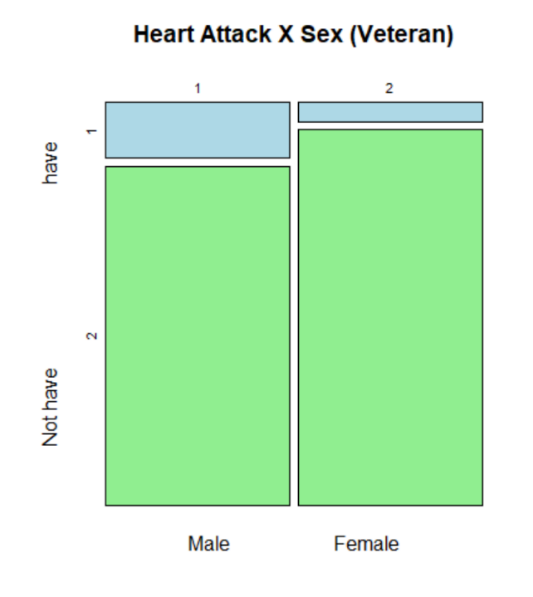 Heart Attack X Sex (Veteran)
1 2
1
have
2
Not have
Male Female